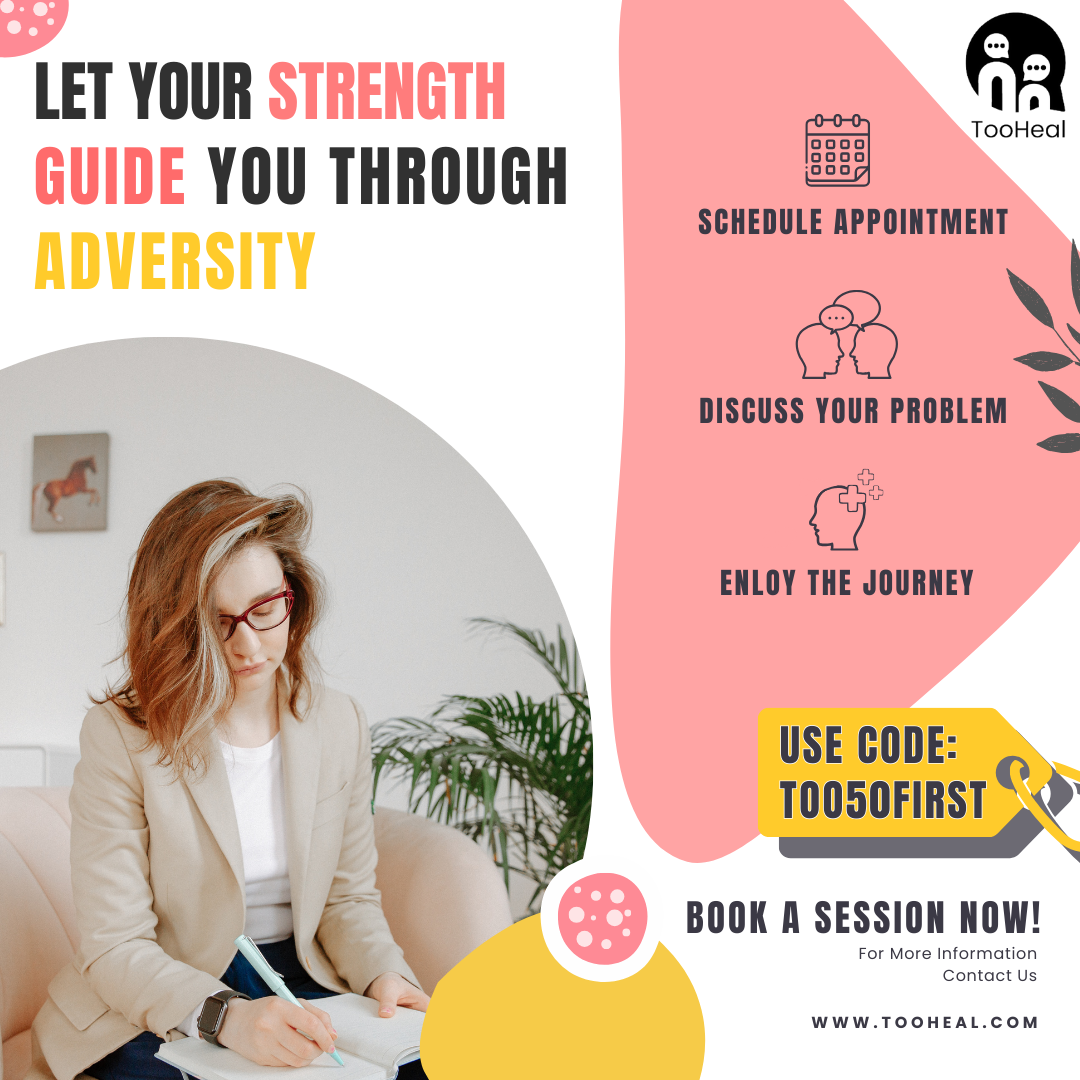 LET YOUR STRENGTH
GUIDE YOU THROUGH
ADVERSITY
TooHeal
SCHEDULE APPOINTMENT
DISCUSS YOUR PROBLEM
ENLOY THE JOURNEY
USE CODE:
TOO50FIRST
BOOK A SESSION NOW!
For More Information
Contact Us
WWW.TOOHEAL.COM